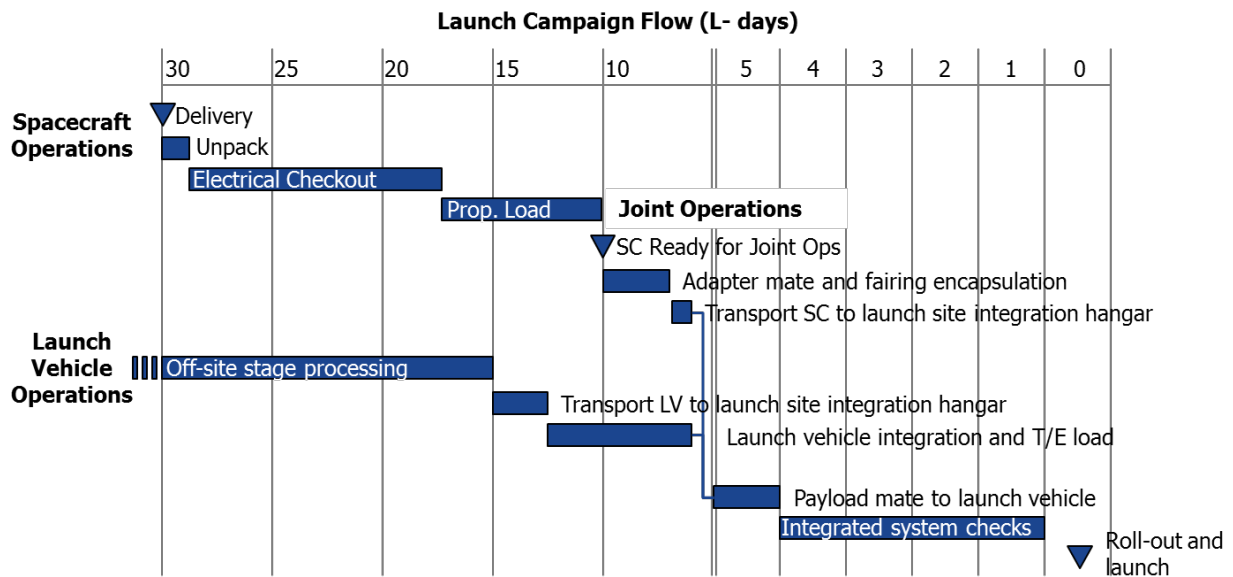 Launch Campaign Flow (L- days)
30 25 20 15 10 5 4 3 2 1 0
Spacecraft
Operations
Delivery
Unpack
Electrical Checkout
Prop. Load
Joint Operations
SC Ready for Joint Ops
Adapter mate and fairing encapsulation
Transport SC to launch site integration hangar
Launch
Vehicle
Operations
Off-site stage processing
Transport LV to launch site integration hangar
Launch vehicle integration and T/E load
Payload mate to launch vehicle
Integrated system checks
Roll-out and
launch